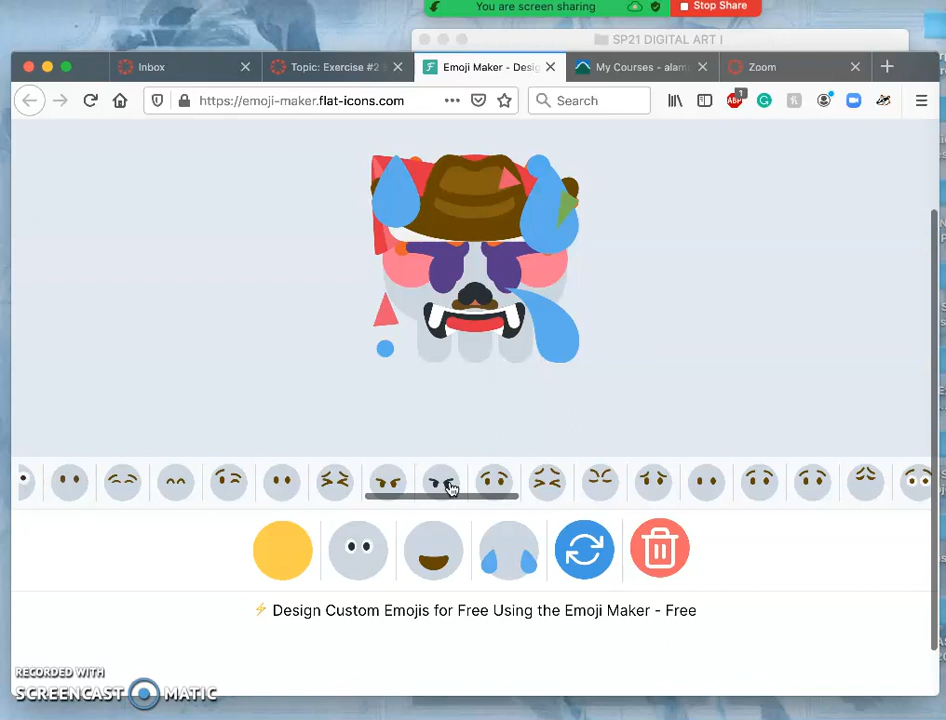 You are screen sharing
Stop Share
SP21 DIGITAL ART I
Inbox
Topic: Exercise #2
Emoji Maker - Desig
My Courses - alam
Zoom
https://emoji-maker.flat-icons.com
Search
ABP
1
⚡ Design Custom Emojis for Free Using the Emoji Maker - Free
RECORDED WITH
SCREENCAST MATIC